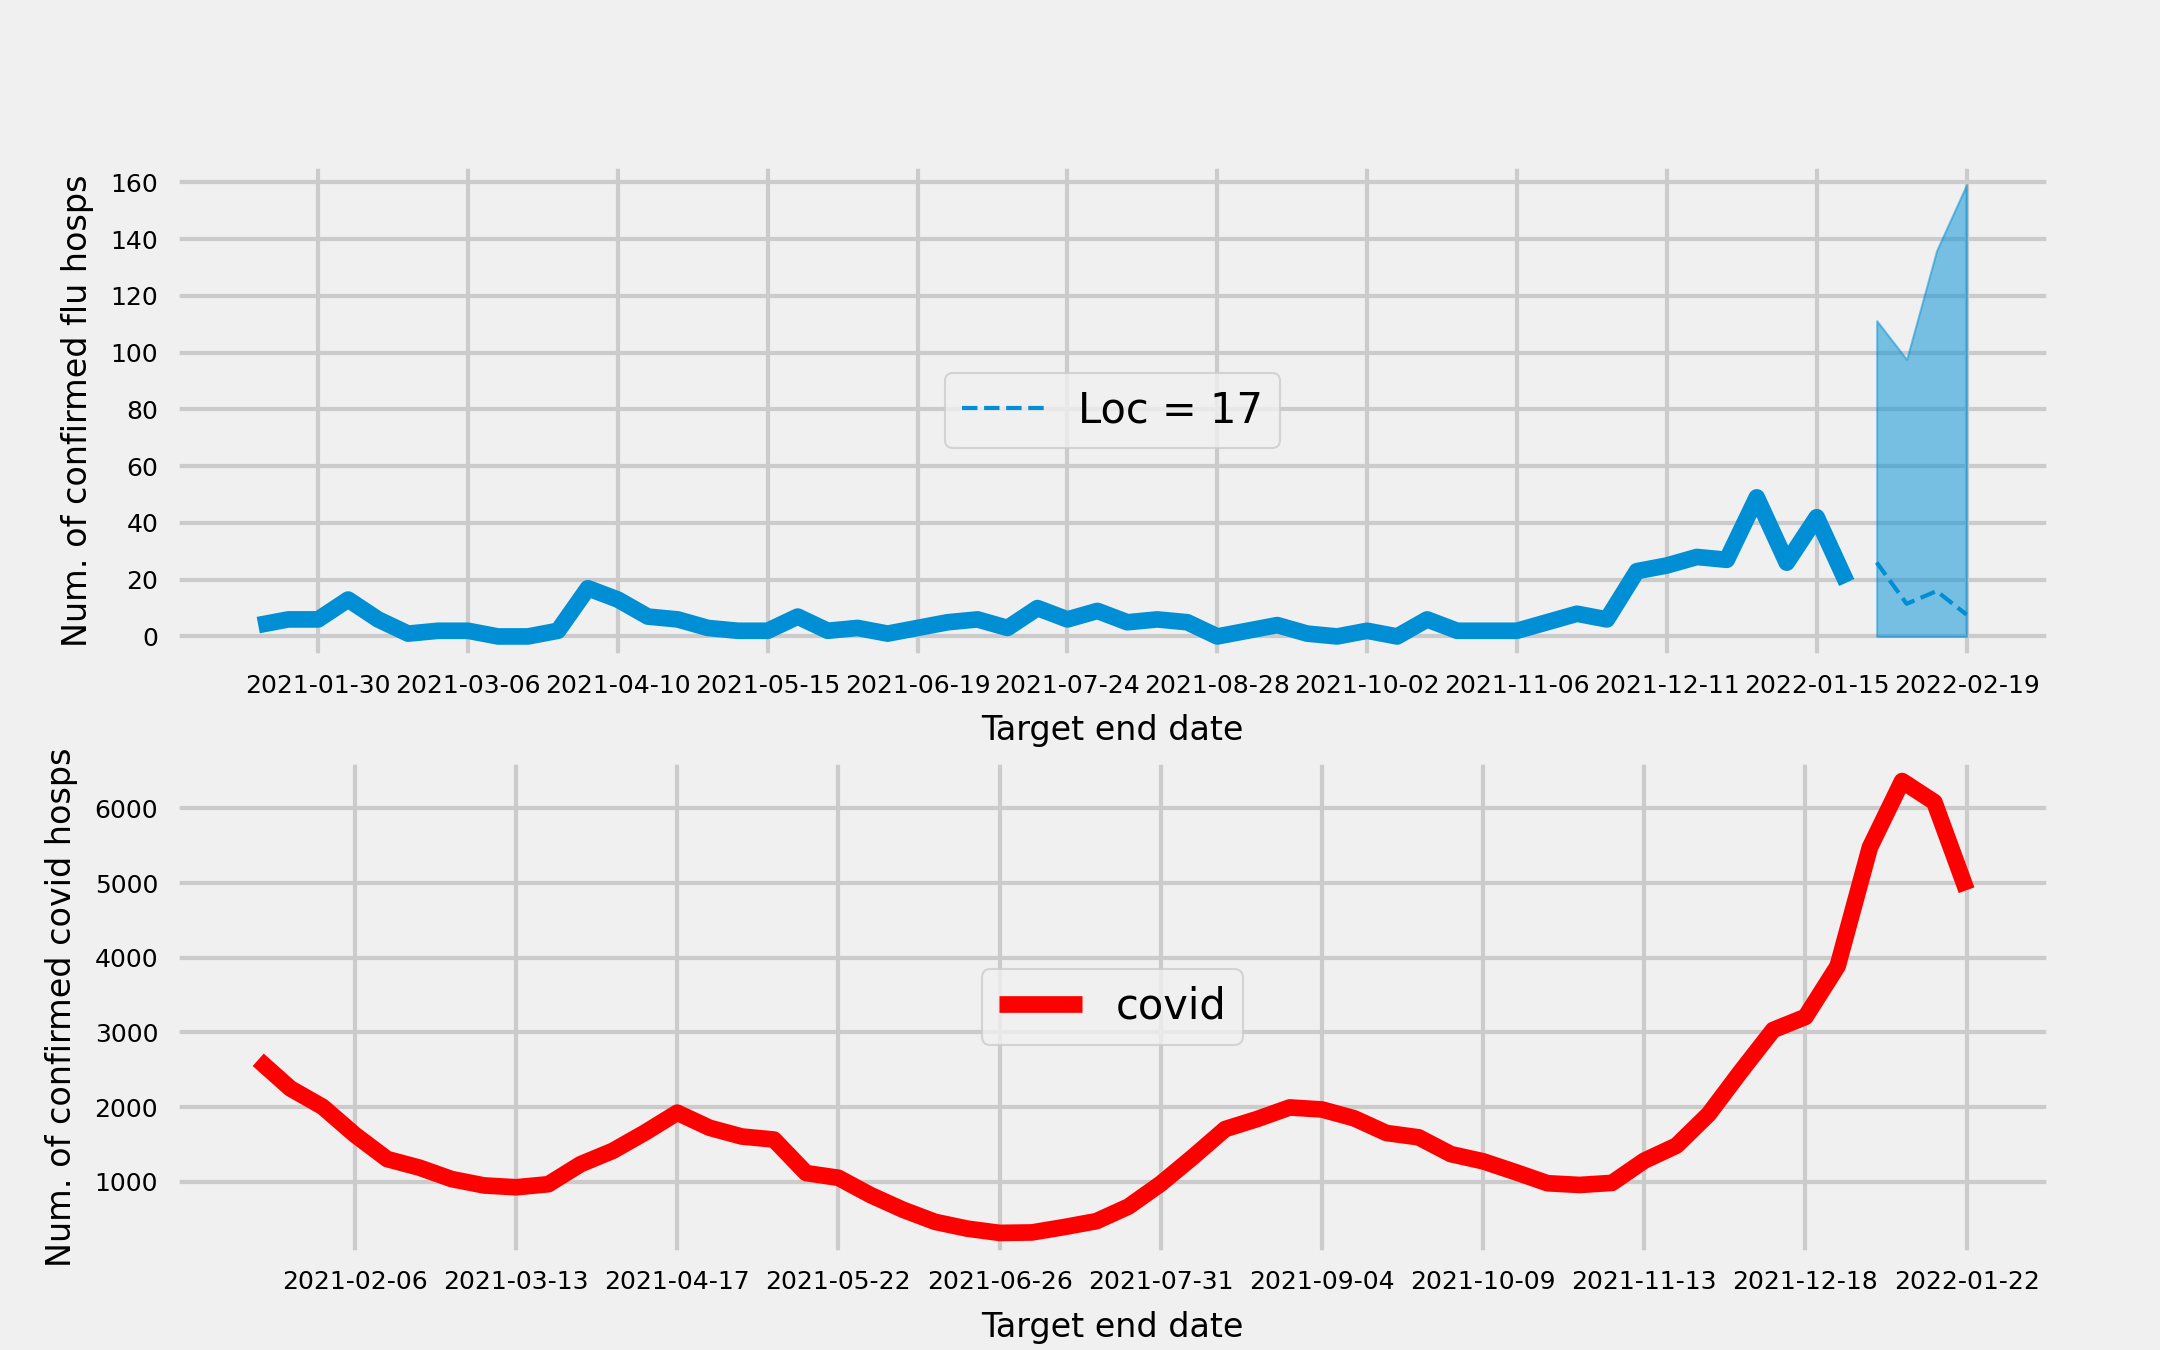 Num. of confirmed flu hosps
160
140
120
100
80
60
40
20
0
Loc = 17
2021-01-30 2021-03-06 2021-04-10 2021-05-15 2021-06-19 2021-07-24 2021-08-28 2021-10-02 2021-11-06 2021-12-11 2022-01-15 2022-02-19
Target end date
Num. of confirmed covid hosps
6000
5000
4000
3000
2000
1000
covid
2021-02-06 2021-03-13 2021-04-17 2021-05-22 2021-06-26 2021-07-31 2021-09-04 2021-10-09 2021-11-13 2021-12-18 2022-01-22
Target end date